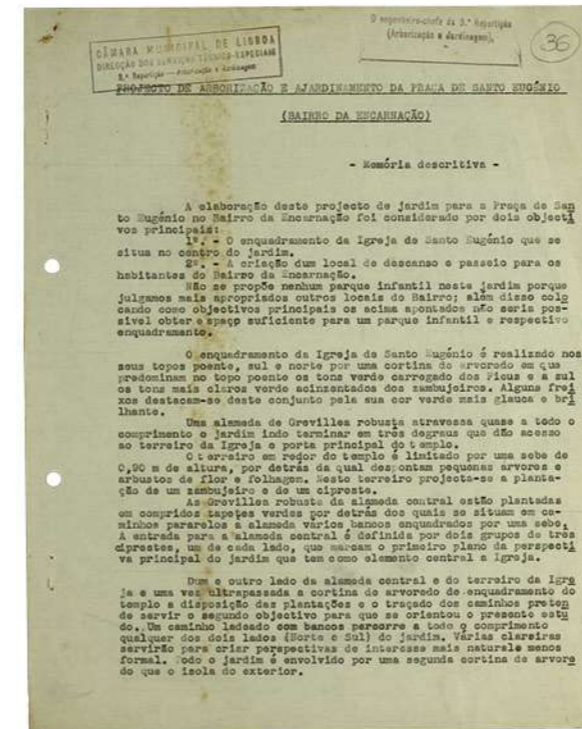 CÂMARA MUNICIPAL DE LISBOA
DIRECÇÃO DOS SERVIÇOS TÉCNICO-ESPECIAIS
9.ª Repartição — Arborização e Jardinagem
O engenheiro-chefe da 9.ª Repartição
(Arborização e Jardinagem),
36
PROJECTO DE ARBORIZAÇÃO E AJARDINAMENTO DA PRAÇA DE SANTO EUGÉNIO
(BAIRRO DA ENCARNAÇÃO)
- Memória descritiva -
A elaboração deste projecto de jardim para a Praça de San
to Eugénio no Bairro da Encarnação foi considerado por dois objecti
vos principais:
1º. - O enquadramento da Igreja de Santo Eugénio que se
situa no centro do jardim.
2º. - A criação dum local de descanso e passeio para os
habitantes do Bairro da Encarnação.
Não se propõe nenhum parque infantil neste jardim porque
julgamos mais apropriados outros locais do Bairro; além disso colo
cando como objectivos principais os acima apontados não seria pos-
sivel obter espaço suficiente para um parque infantil e respectivo
enquadramento.
O enquadramento da Igreja de Santo Eugénio é realizado nos
seus topos poente, sul e norte por uma cortina de arvoredo em que
predominam no topo poente os tons verde carregado dos Ficus e a sul
os tons mais claros verde acinzentados dos zambujeiros. Alguns frei
xos destacam-se deste conjunto pela sua cor verde mais glauca e bri
lhante.
Uma alameda de Grevillea robusta atravessa quase a todo o
comprimento o jardim indo terminar em três degraus que dão acesso
ao terreiro da Igreja e porta principal do templo.
O terreiro em redor do templo é limitado por uma sebe de
0,90 m de altura, por detrás da qual despontam pequenas árvores e
arbustos de flor e folhagem. Neste terreiro projecta-se a planta-
ção de um zambujeiro e de um cipreste.
As Grevillea robusta da alameda central estão plantadas
em compridos tapetes verdes por detrás dos quais se situam em ca-
minhos pararelos à alameda vários bancos enquadrados por uma sebe.
A entrada para a alameda central é definida por dois grupos de três
ciprestes, um de cada lado, que marcam o primeiro plano da perspecti
va principal do jardim que tem como elemento central a Igreja.
Dum e outro lado da alameda central e do terreiro da Igre
ja e uma vez ultrapassada a cortina de arvoredo de enquadramento do
templo a disposição das plantações e o traçado dos caminhos preten
de servir o segundo objectivo para que se orientou o presente estu
do. Um caminho ledeado com bancos percorre a todo o comprimento
qualquer dos dois lados (Norte e Sul) do jardim. Várias clareiras
servirão para criar perspectivas de interesse mais natural e menos
formal. Todo o jardim é envolvido por uma segunda cortina de arvore
do que o isola do exterior.